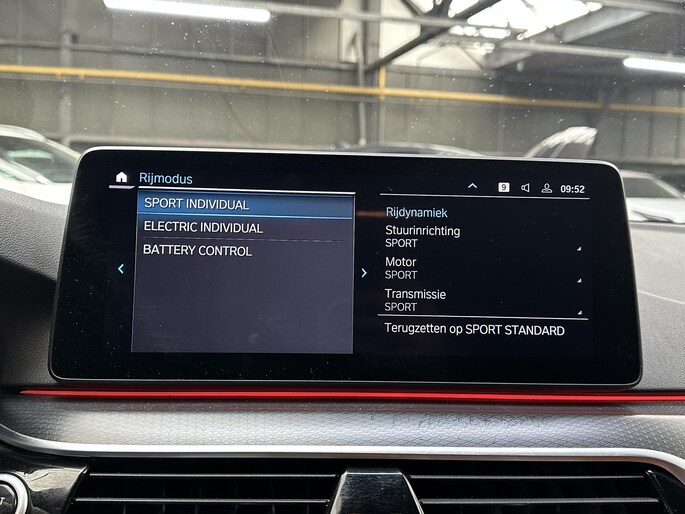 Rijmodus
9 09:52
SPORT INDIVIDUAL
ELECTRIC INDIVIDUAL
BATTERY CONTROL
Rijdynamiek
Stuurinrichting
SPORT
Motor
SPORT
Transmissie
SPORT
Terugzetten op SPORT STANDARD